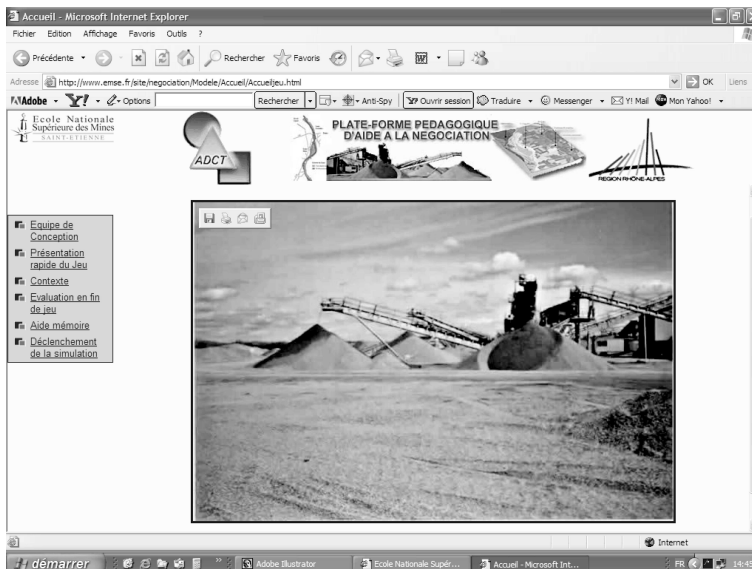 Accueil - Microsoft Internet Explorer
Fichier Edition Affichage Favoris Outils ?
Précédente Rechercher Favoris
Adresse http://www.emse.fr/site/negociation/Modele/Accueil/Accueiljeu.html OK Liens
Adobe Y! Options Rechercher Anti-Spy Y? Ouvrir session Traduire Messenger Y! Mail Mon Yahoo!
Ecole Nationale
Supérieure des Mines
SAINT-ETIENNE
ADCT
PLATE-FORME PEDAGOGIQUE
D'AIDE A LA NEGOCIATION
REGION RHÔNE-ALPES
Equipe de
Conception
Présentation
rapide du Jeu
Contexte
Evaluation en fin
de jeu
Aide mémoire
Déclenchement
de la simulation
Internet
démarrer Adobe Illustrator Ecole Nationale Supér... Accueil - Microsoft Int... FR